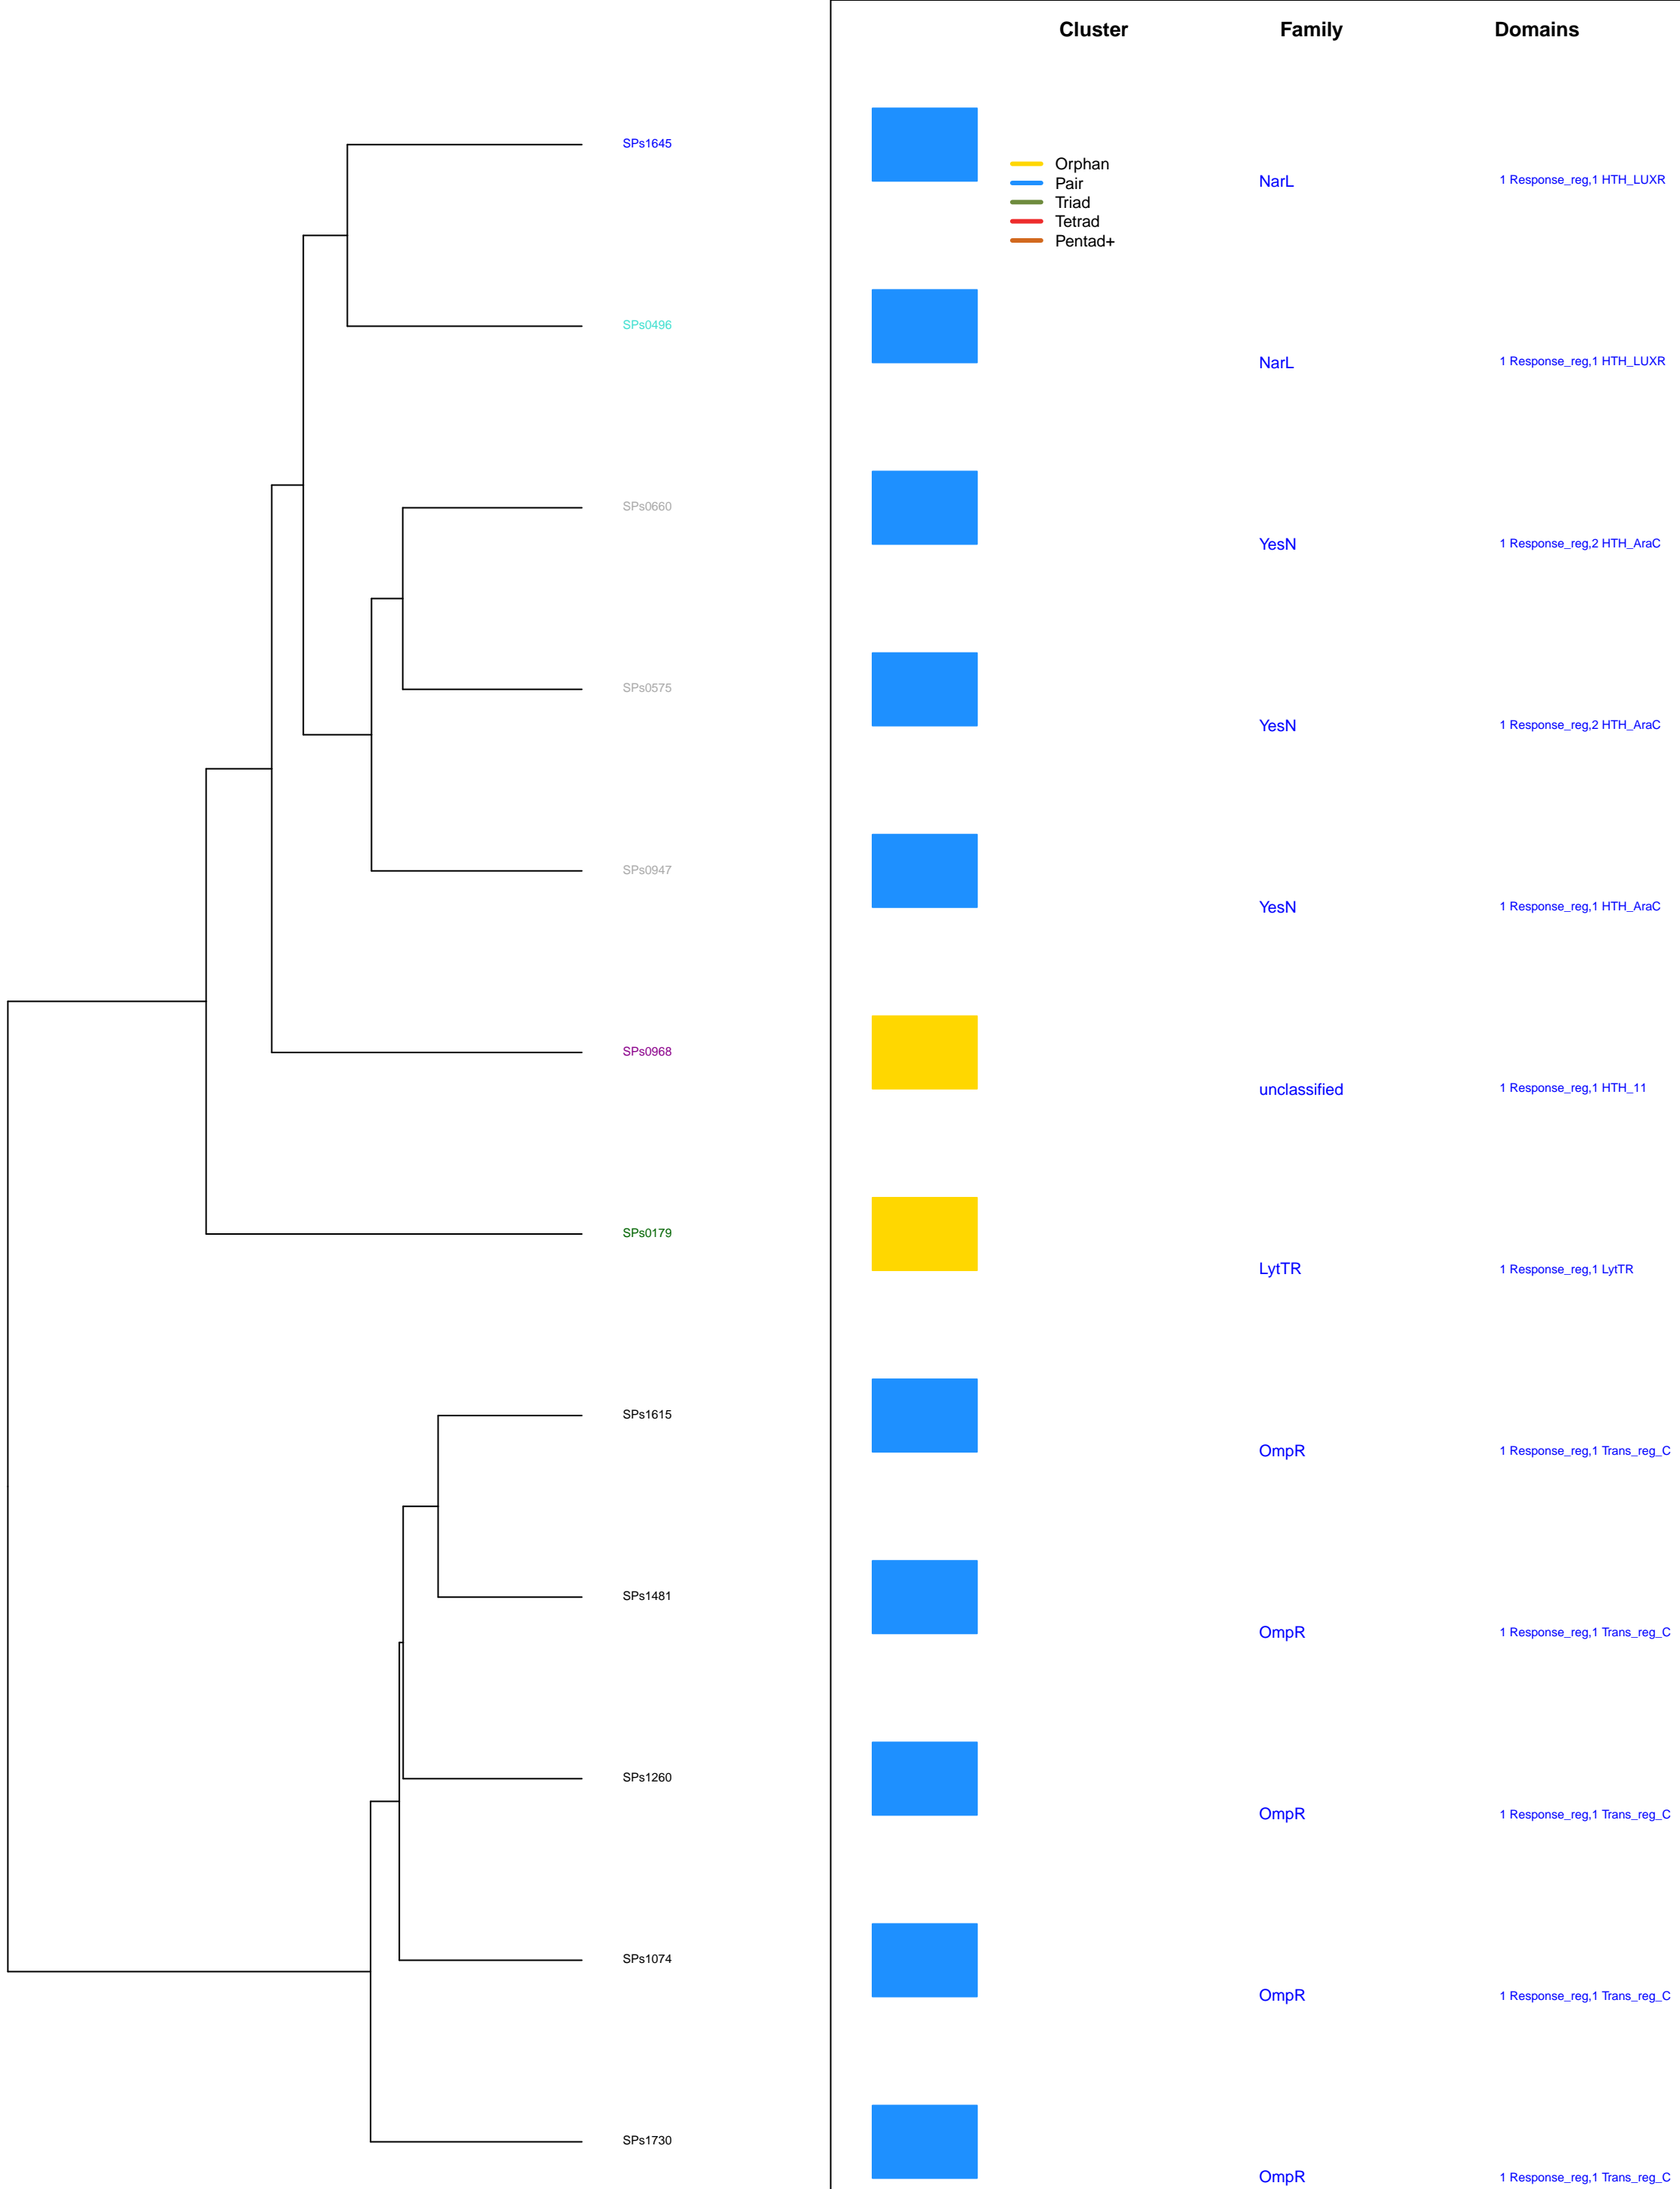 Cluster Family Domains
SPs1645
Orphan
Pair
Triad
Tetrad
Pentad+
NarL 1 Response_reg,1 HTH_LUXR
SPs0496
NarL 1 Response_reg,1 HTH_LUXR
SPs0660
YesN 1 Response_reg,2 HTH_AraC
SPs0575
YesN 1 Response_reg,2 HTH_AraC
SPs0947
YesN 1 Response_reg,1 HTH_AraC
SPs0968
unclassified 1 Response_reg,1 HTH_11
SPs0179
LytTR 1 Response_reg,1 LytTR
SPs1615
OmpR 1 Response_reg,1 Trans_reg_C
SPs1481
OmpR 1 Response_reg,1 Trans_reg_C
SPs1260
OmpR 1 Response_reg,1 Trans_reg_C
SPs1074
OmpR 1 Response_reg,1 Trans_reg_C
SPs1730
OmpR 1 Response_reg,1 Trans_reg_C